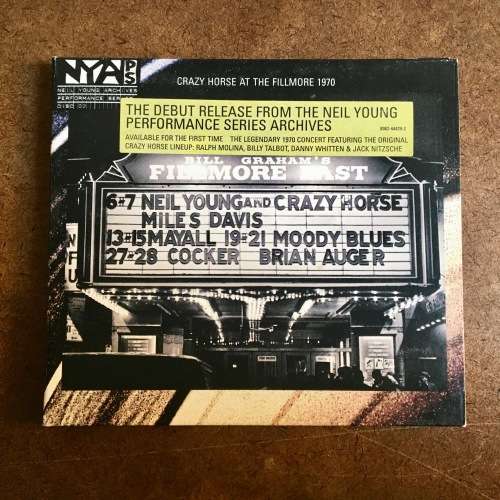 NYA PS
NEIL YOUNG ARCHIVES
PERFORMANCE SERIES
CRAZY HORSE AT THE FILLMORE 1970
THE DEBUT RELEASE FROM THE NEIL YOUNG
PERFORMANCE SERIES ARCHIVES
AVAILABLE FOR THE FIRST TIME THE LEGENDARY 1970 CONCERT FEATURING THE ORIGINAL
CRAZY HORSE LINEUP: RALPH MOLINA, BILLY TALBOT, DANNY WHITTEN & JACK NITZSCHE
BILL GRAHAM'S
FILLMORE EAST
6#7 NEIL YOUNG AND CRAZY HORSE
MILES DAVIS
13#15 MAYALL 19#21 MOODY BLUES
27#28 COCKER BRIAN AUGER